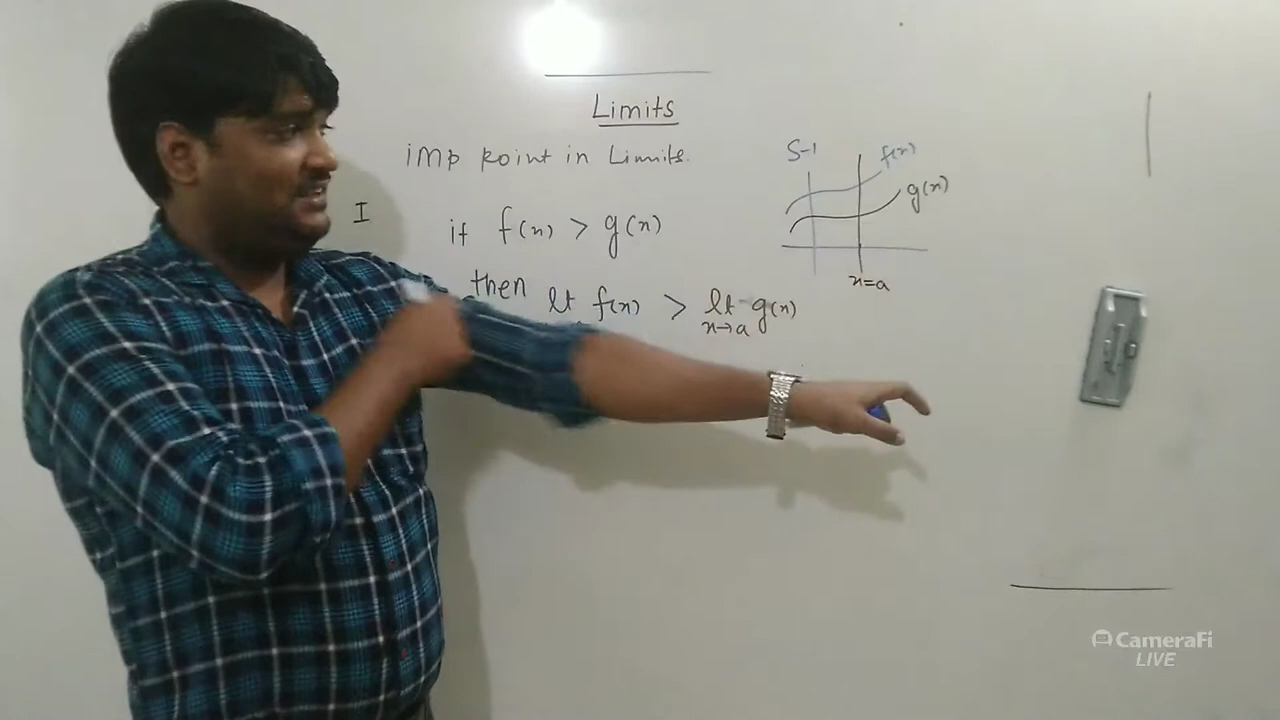 Limits
imp point in Limits.
I
if f(x) > g(x)
then lt f(x) > lt g(x)
x→a
S-1
f(x)
g(x)
x=a
CameraFi
LIVE